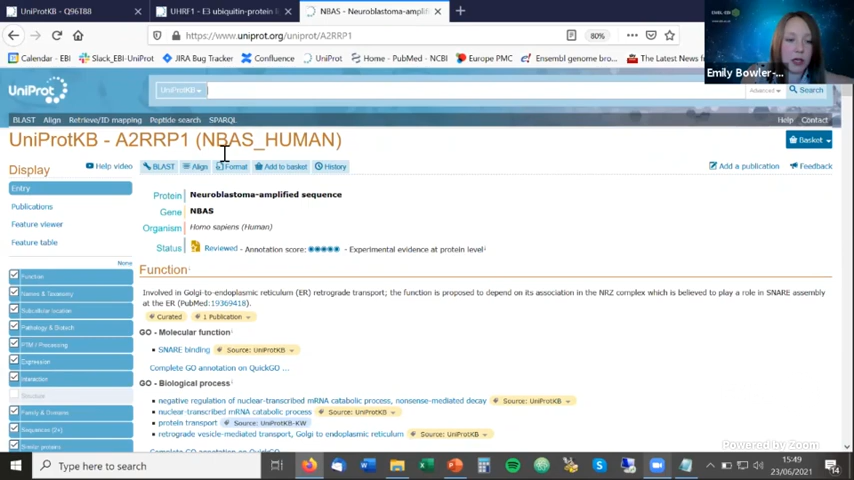 UniProtKB - Q96T88
UHRF1 - E3 ubiquitin-protein l
NBAS - Neuroblastoma-amplifi
https://www.uniprot.org/uniprot/A2RRP1
80%
Calendar - EBI
Slack_EBI-UniProt
JIRA Bug Tracker
Confluence
UniProt
Home - PubMed - NCBI
Europe PMC
Ensembl genome bro...
The Latest News f
EMBL-EBI
Emily Bowler-...
UniProt
UniProtKB
Advanced
Search
BLAST Align Retrieve/ID mapping Peptide search SPARQL
Help Contact
UniProtKB - A2RRP1 (NBAS_HUMAN)
Basket
Display
Help video
BLAST
Align
Format
Add to basket
History
Add a publication
Feedback
Entry
Publications
Feature viewer
Feature table
Protein Neuroblastoma-amplified sequence
Gene NBAS
Organism Homo sapiens (Human)
Status Reviewed - Annotation score: - Experimental evidence at protein level
None
Function
Names & Taxonomy
Subcellular location
Pathology & Biotech
PTM / Processing
Expression
Interaction
Structure
Family & Domains
Sequences (2+)
Similar proteins
Function
Involved in Golgi-to-endoplasmic reticulum (ER) retrograde transport; the function is proposed to depend on its association in the NRZ complex which is believed to play a role in SNARE assembly
at the ER (PubMed:19369418).
Curated
1 Publication
GO - Molecular function
SNARE binding
Source: UniProtKB
Complete GO annotation on QuickGO ...
GO - Biological process
negative regulation of nuclear-transcribed mRNA catabolic process, nonsense-mediated decay
Source: UniProtKB
nuclear-transcribed mRNA catabolic process
Source: UniProtKB
protein transport
Source: UniProtKB-KW
retrograde vesicle-mediated transport, Golgi to endoplasmic reticulum
Source: UniProtKB
Powered by Zoom
Type here to search
15:49
23/06/2021
14